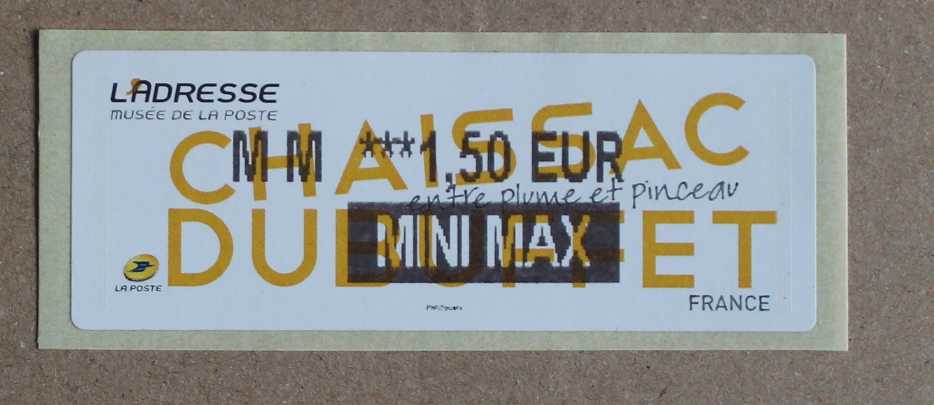 L'ADRESSE
MUSÉE DE LA POSTE
CHAISSAC
M-M ***1.50 EUR
entre plume et pinceau
DUBUFFET
MINI MAX
LA POSTE
FRANCE